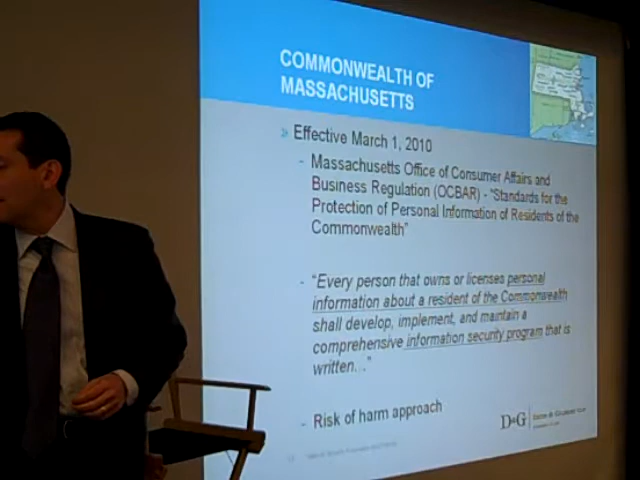 COMMONWEALTH OF
MASSACHUSETTS
» Effective March 1, 2010
- Massachusetts Office of Consumer Affairs and
Business Regulation (OCBAR) - "Standards for the
Protection of Personal Information of Residents of the
Commonwealth"
- "Every person that owns or licenses personal
information about a resident of the Commonwealth
shall develop, implement, and maintain a
comprehensive information security program that is
written..."
- Risk of harm approach
D&G